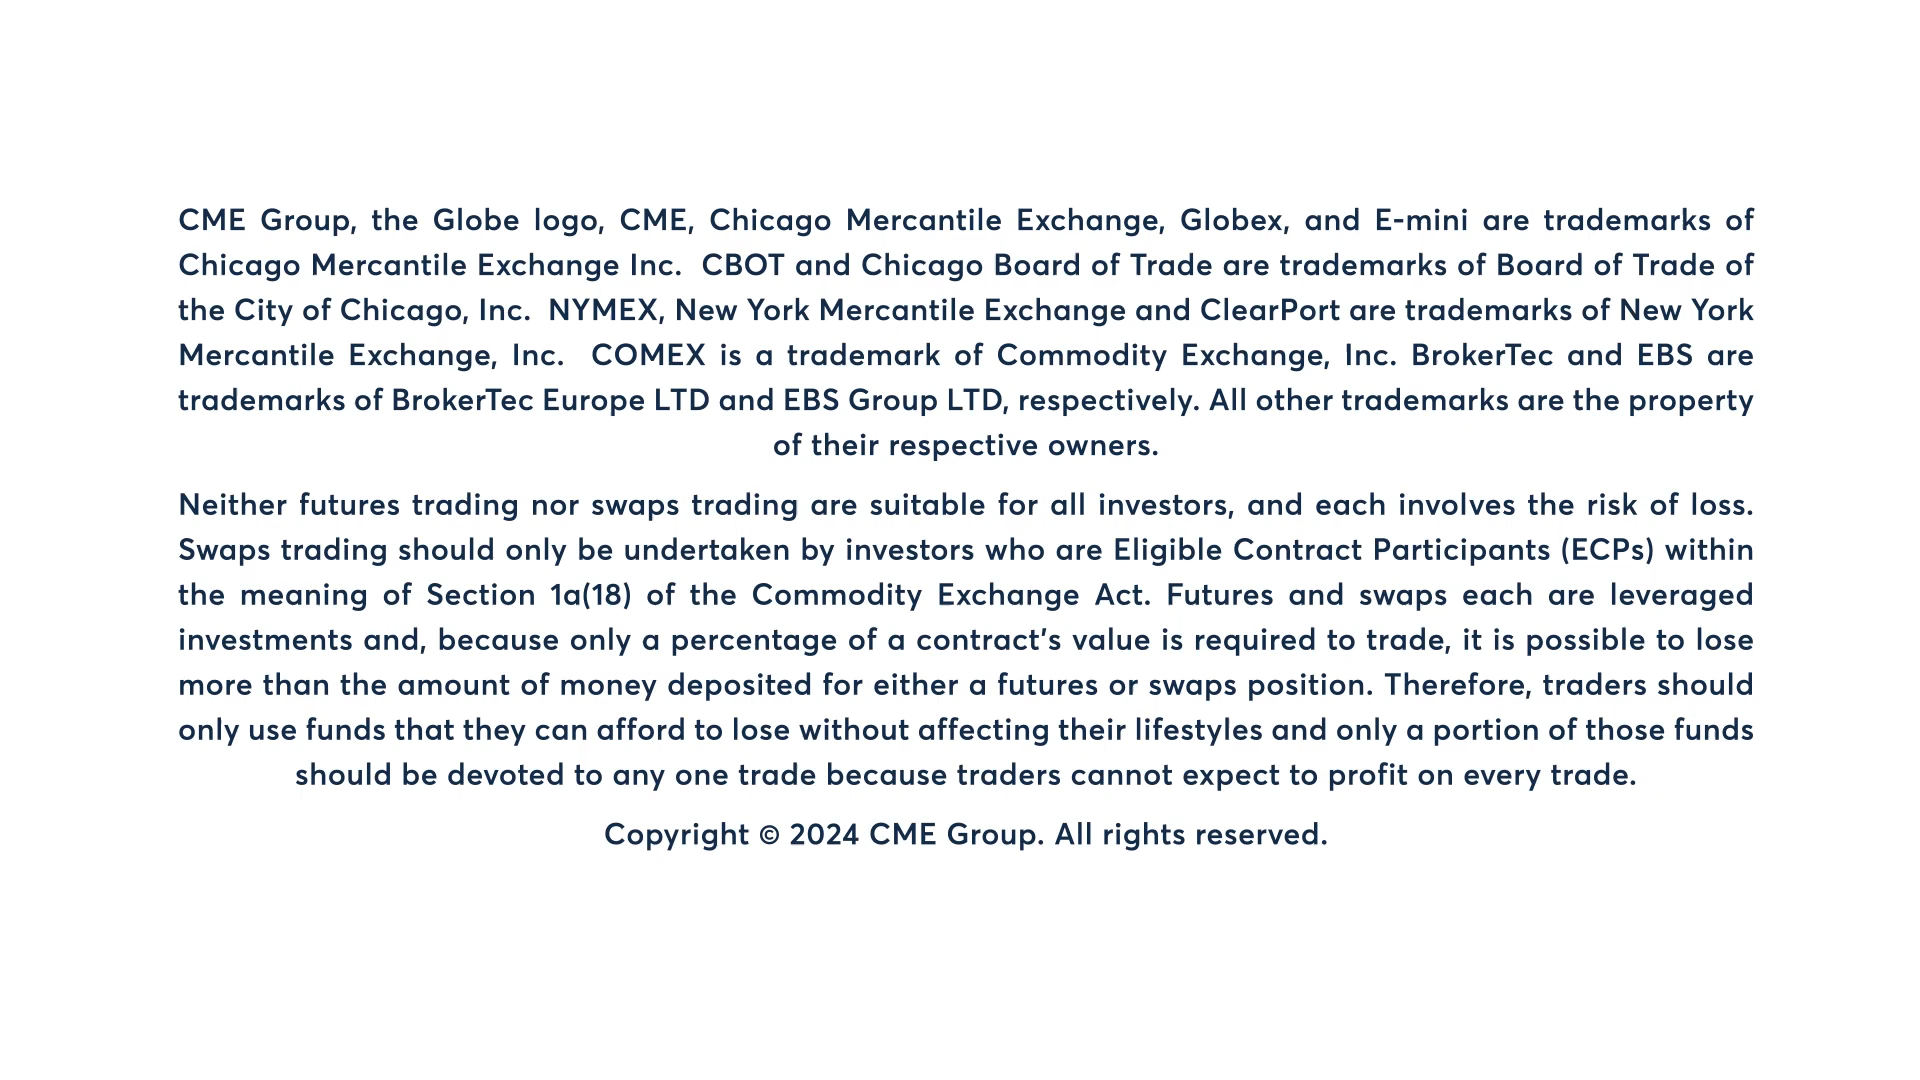 CME Group, the Globe logo, CME, Chicago Mercantile Exchange, Globex, and E-mini are trademarks of
Chicago Mercantile Exchange Inc.  CBOT and Chicago Board of Trade are trademarks of Board of Trade of
the City of Chicago, Inc.  NYMEX, New York Mercantile Exchange and ClearPort are trademarks of New York
Mercantile Exchange, Inc.  COMEX is a trademark of Commodity Exchange, Inc. BrokerTec and EBS are
trademarks of BrokerTec Europe LTD and EBS Group LTD, respectively. All other trademarks are the property
of their respective owners.
Neither futures trading nor swaps trading are suitable for all investors, and each involves the risk of loss.
Swaps trading should only be undertaken by investors who are Eligible Contract Participants (ECPs) within
the meaning of Section 1a(18) of the Commodity Exchange Act. Futures and swaps each are leveraged
investments and, because only a percentage of a contract's value is required to trade, it is possible to lose
more than the amount of money deposited for either a futures or swaps position. Therefore, traders should
only use funds that they can afford to lose without affecting their lifestyles and only a portion of those funds
should be devoted to any one trade because traders cannot expect to profit on every trade.
Copyright © 2024 CME Group. All rights reserved.